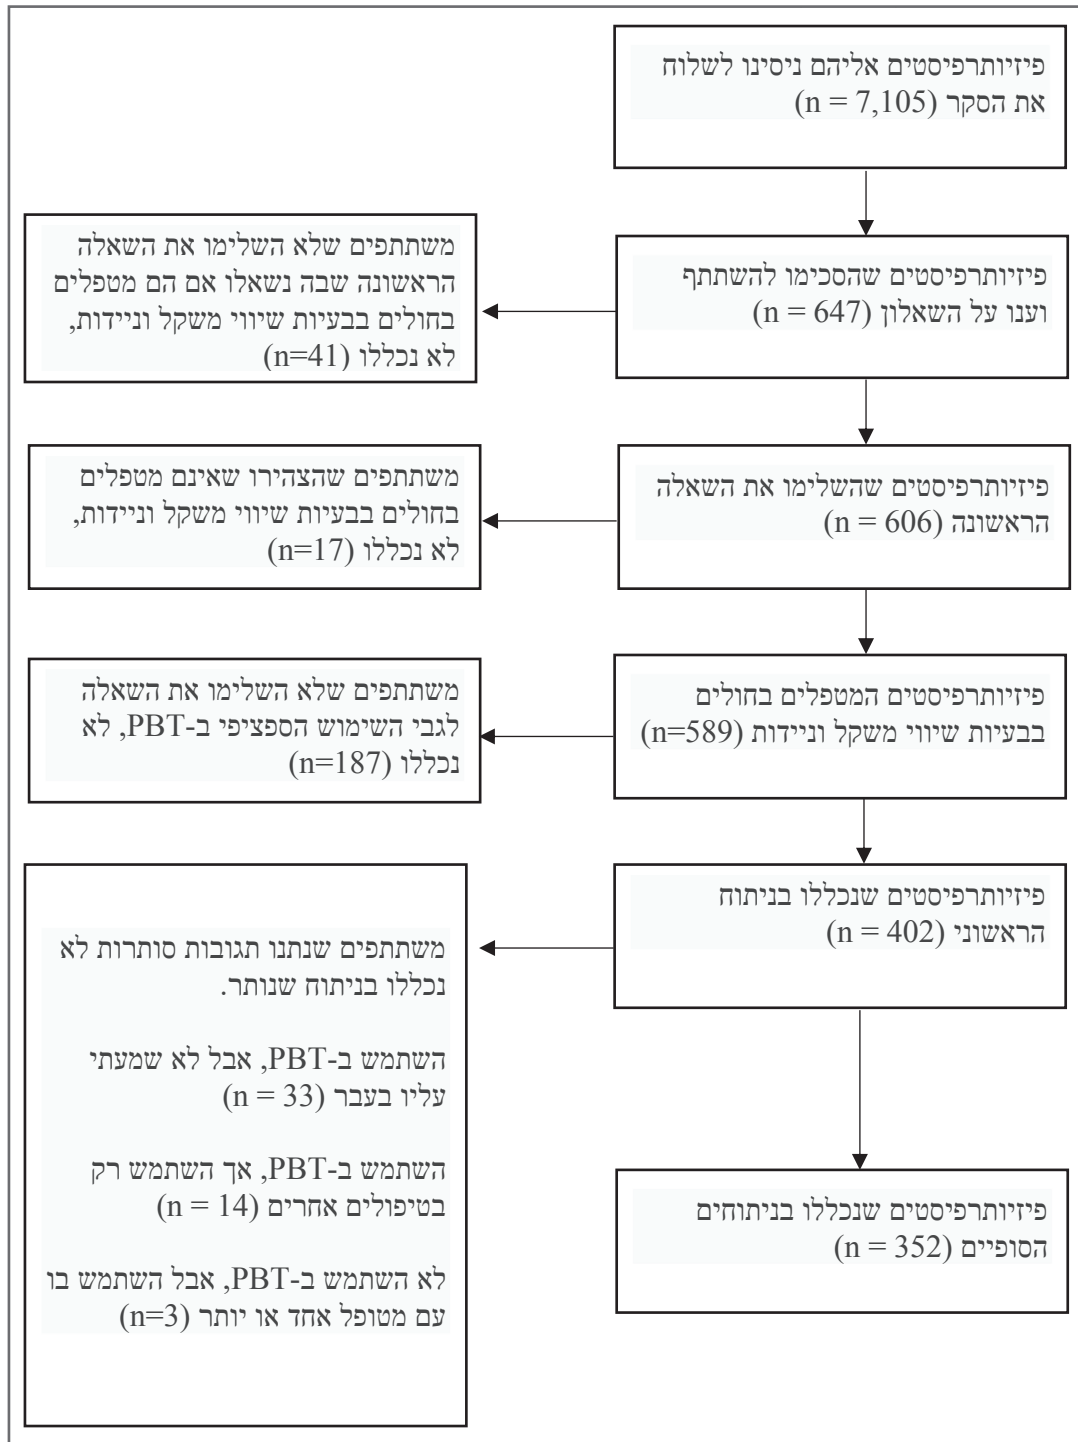 פיזיותרפיסטים אליהם ניסינו לשלוח
את הסקר (n = 7,105)
פיזיותרפיסטים שהסכימו להשתתף
וענו על השאלון (n = 647)
משתתפים שלא השלימו את השאלה
הראשונה שבה נשאלו אם הם מטפלים
בחולים בבעיות שיווי משקל וניידות,
לא נכללו (n=41)
פיזיותרפיסטים שהשלימו את השאלה
הראשונה (n = 606)
משתתפים שהצהירו שאינם מטפלים
בחולים בבעיות שיווי משקל וניידות,
לא נכללו (n=17)
פיזיותרפיסטים המטפלים בחולים
בבעיות שיווי משקל וניידות (n=589)
משתתפים שלא השלימו את השאלה
לגבי השימוש הספציפי ב-PBT, לא
נכללו (n=187)
פיזיותרפיסטים שנכללו בניתוח
הראשוני (n = 402)
משתתפים שנתנו תגובות סותרות לא
נכללו בניתוח שנותר.
השתמש ב-PBT, אבל לא שמעתי
עליו בעבר (n = 33)
השתמש ב-PBT, אך השתמש רק
בטיפולים אחרים (n = 14)
לא השתמש ב-PBT, אבל השתמש בו
עם מטופל אחד או יותר (n=3)
פיזיותרפיסטים שנכללו בניתוחים
הסופיים (n = 352)